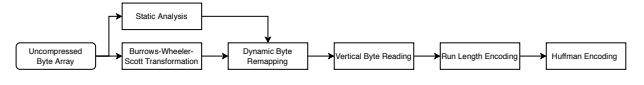 Static Analysis
Uncompressed
Byte Array
Burrows-Wheeler-
Scott Transformation
Dynamic Byte
Remapping
Vertical Byte Reading
Run Length Encoding
Huffman Encoding